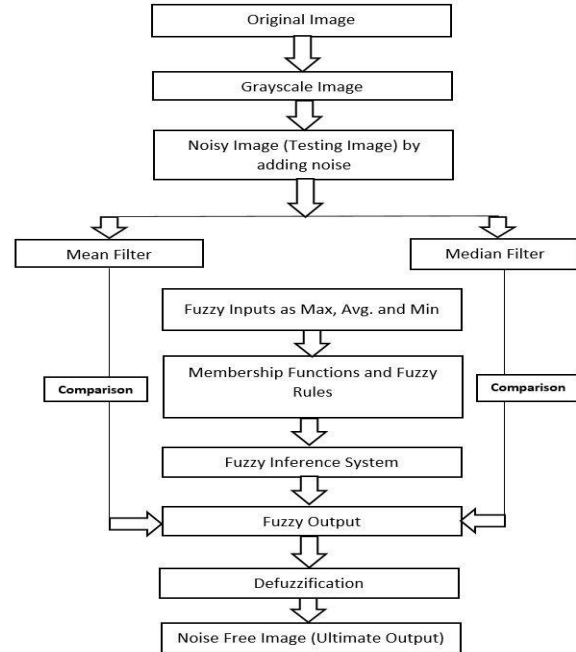 Original Image
Grayscale Image
Noisy Image (Testing Image) by
adding noise
Mean Filter
Median Filter
Fuzzy Inputs as Max, Avg. and Min
Membership Functions and Fuzzy
Rules
Comparison
Comparison
Fuzzy Inference System
Fuzzy Output
Defuzzification
Noise Free Image (Ultimate Output)